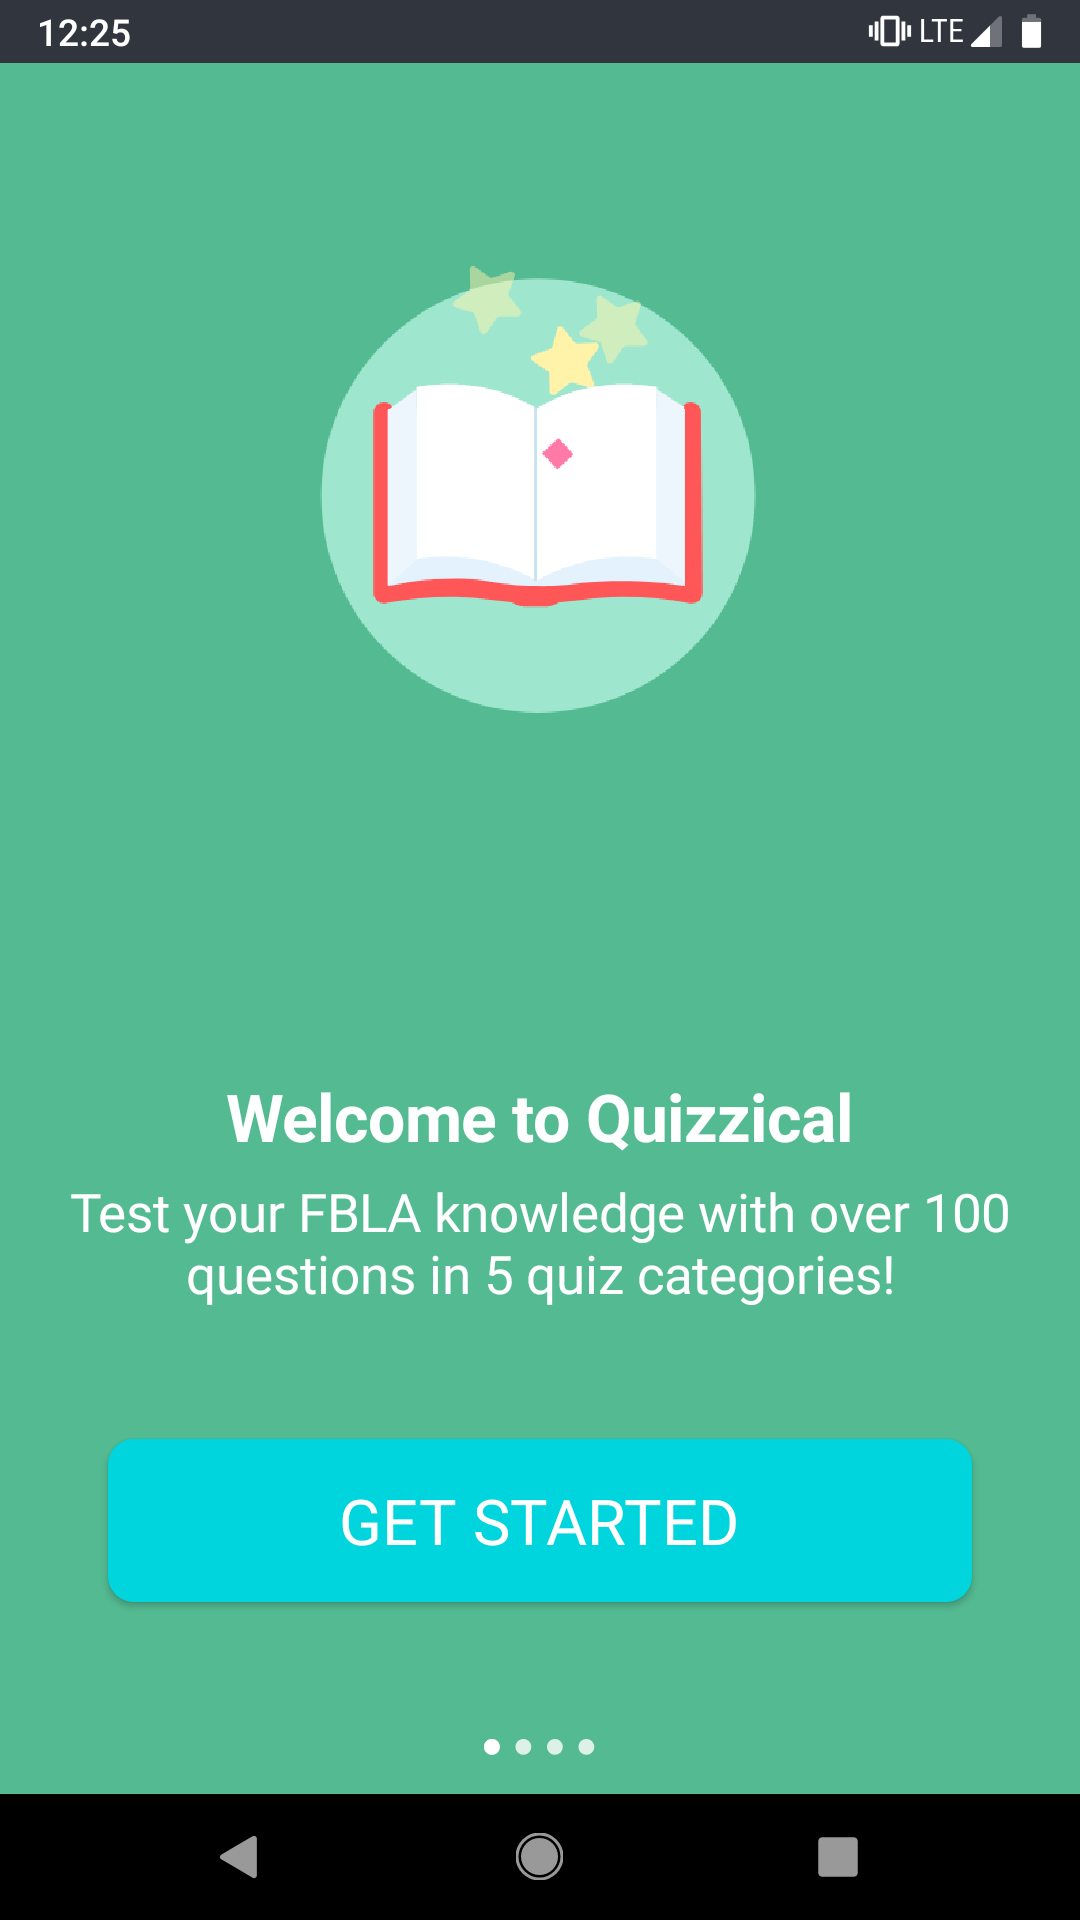 12:25 LTE
Welcome to Quizzical
Test your FBLA knowledge with over 100
questions in 5 quiz categories!
GET STARTED